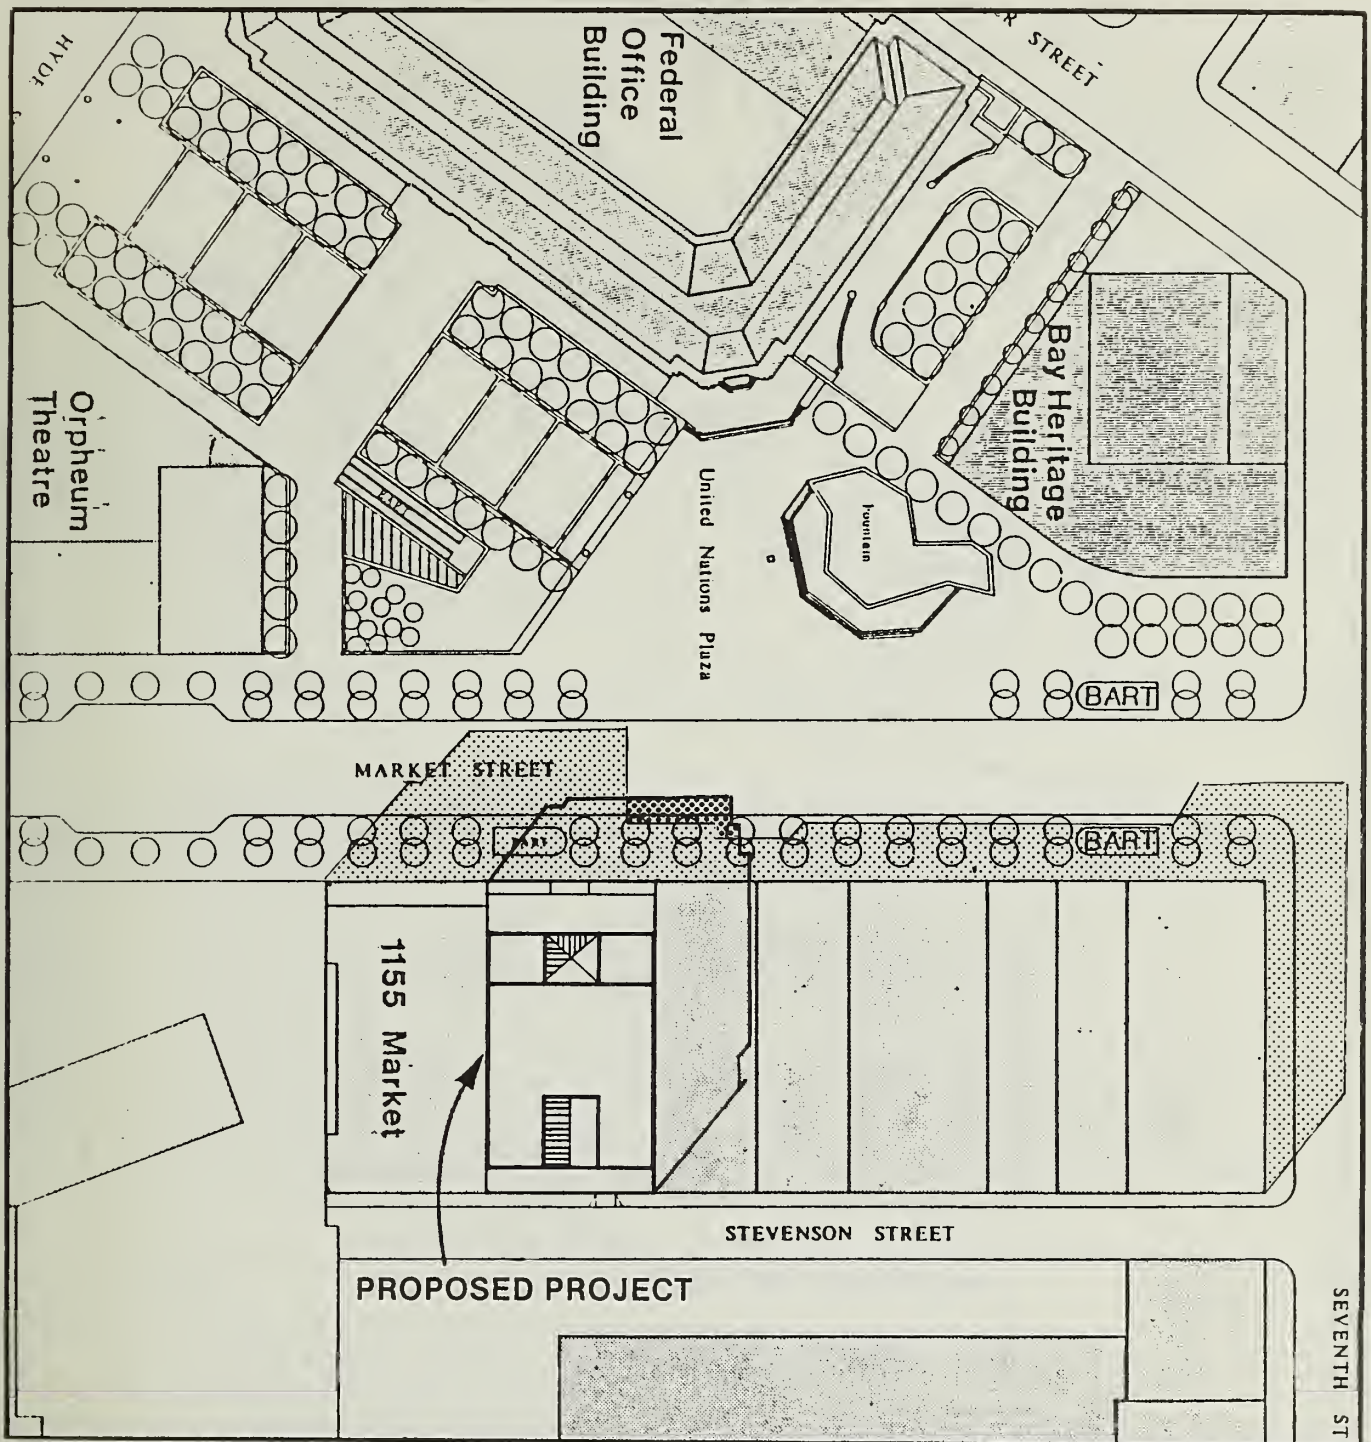 HYDE
Federal
Office
Building
R STREET
Bay Heritage
Building
Orpheum
Theatre
United Nations Plaza
Fountain
BART
MARKET STREET
BART
BART
1155 Market
STEVENSON STREET
PROPOSED PROJECT
SEVENTH ST